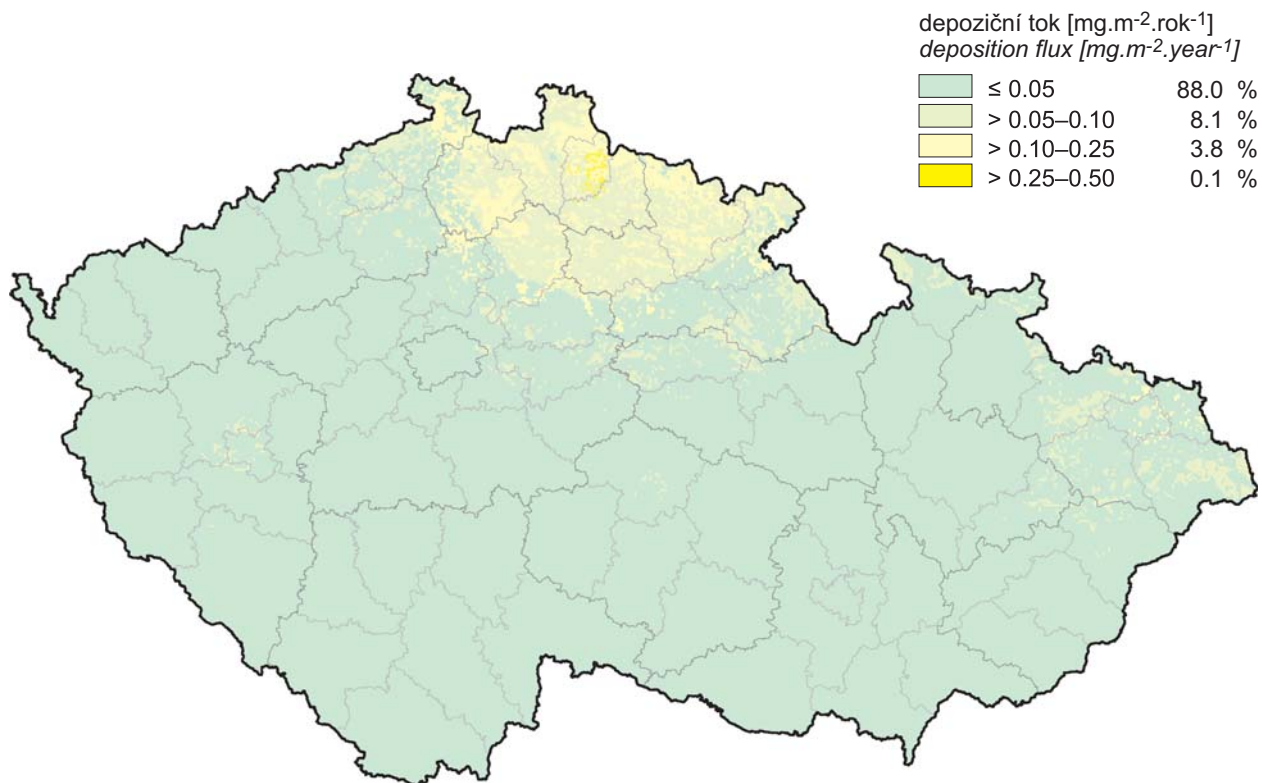 depoziční tok [mg.m-2.rok-1]
deposition flux [mg.m-2.year-1]
≤ 0.05 88.0 %
> 0.05–0.10 8.1 %
> 0.10–0.25 3.8 %
> 0.25–0.50 0.1 %